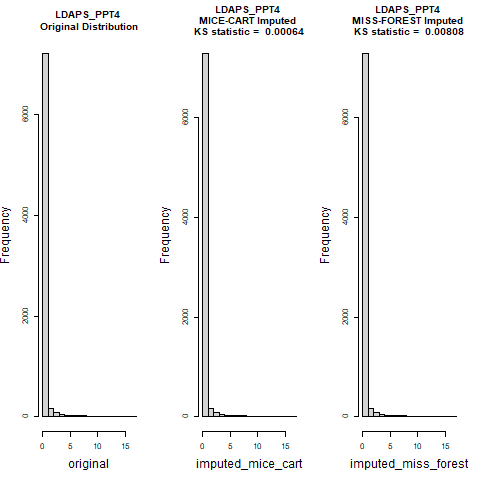 LDAPS_PPT4
Original Distribution
Frequency
0
2000
4000
6000
0 5 10 15
original
LDAPS_PPT4
MICE-CART Imputed
KS statistic = 0.00064
Frequency
0
2000
4000
6000
0 5 10 15
imputed_mice_cart
LDAPS_PPT4
MISS-FOREST Imputed
KS statistic = 0.00808
Frequency
0
2000
4000
6000
0 5 10 15
imputed_miss_forest